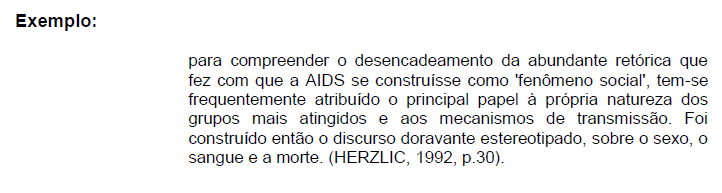 Exemplo:
para compreender o desencadeamento da abundante retórica que
fez com que a AIDS se construísse como 'fenômeno social', tem-se
frequentemente atribuído o principal papel à própria natureza dos
grupos mais atingidos e aos mecanismos de transmissão. Foi
construído então o discurso doravante estereotipado, sobre o sexo, o
sangue e a morte. (HERZLIC, 1992, p.30).